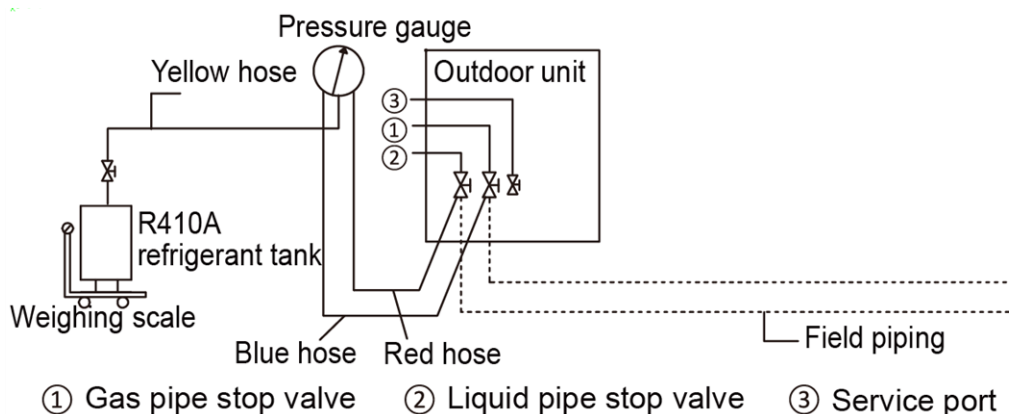 Pressure gauge
Yellow hose
Outdoor unit
③
①
②
R410A
refrigerant tank
Weighing scale
Blue hose
Red hose
Field piping
① Gas pipe stop valve ② Liquid pipe stop valve ③ Service port